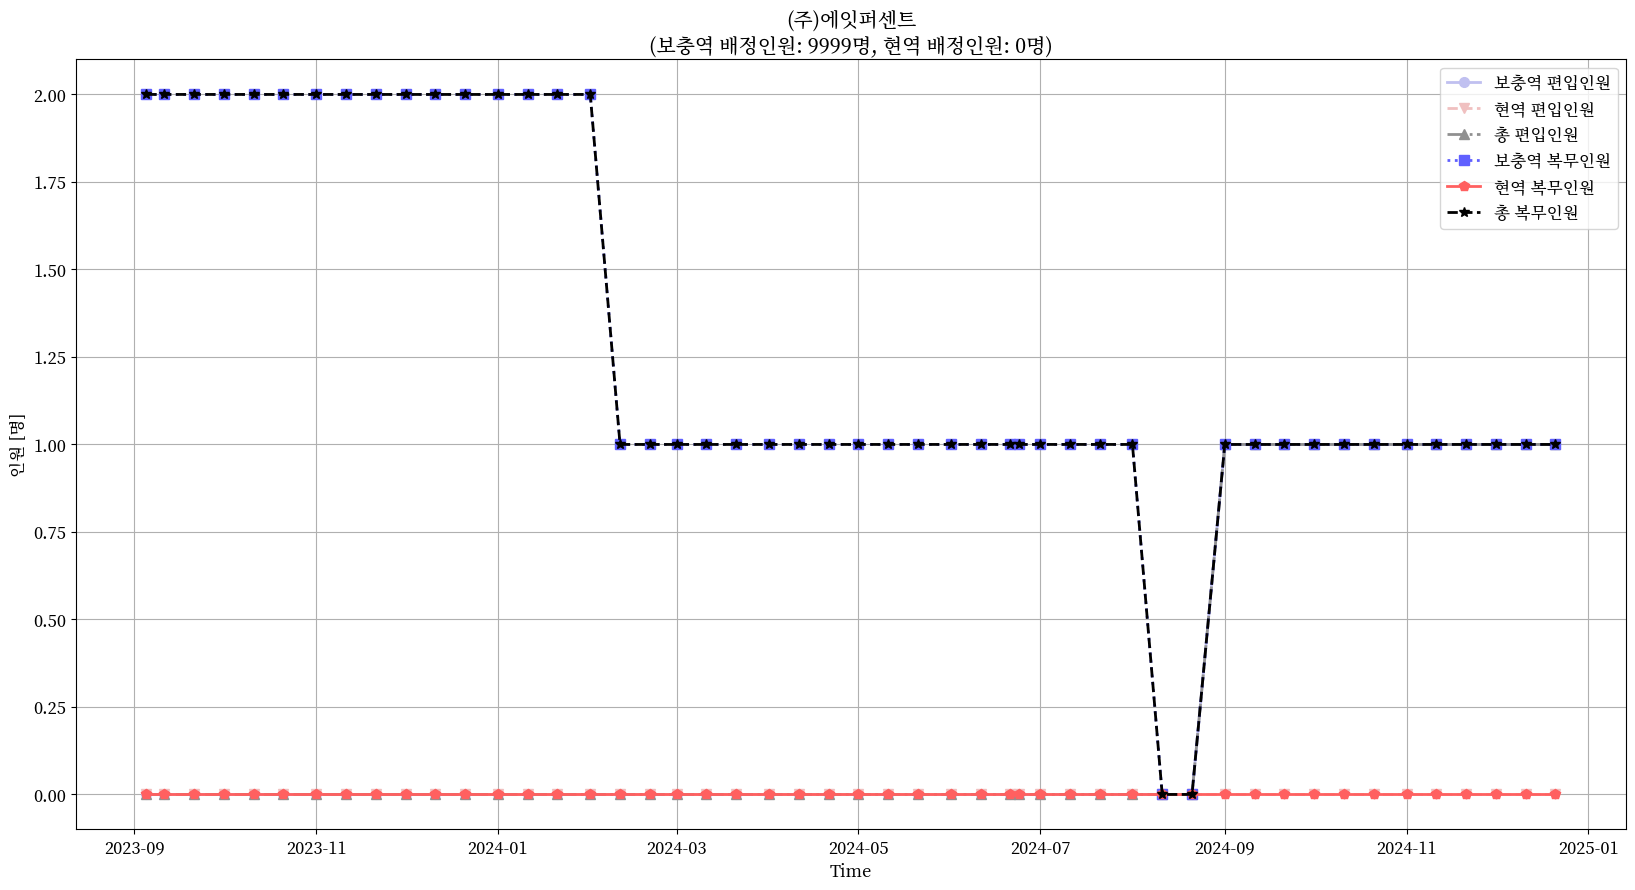 (주)에잇퍼센트
(보충역 배정인원: 9999명, 현역 배정인원: 0명)
보충역 편입인원
현역 편입인원
총 편입인원
보충역 복무인원
현역 복무인원
총 복무인원
인원 [명]
2.00
1.75
1.50
1.25
1.00
0.75
0.50
0.25
0.00
2023-09
2023-11
2024-01
2024-03
2024-05
2024-07
2024-09
2024-11
2025-01
Time